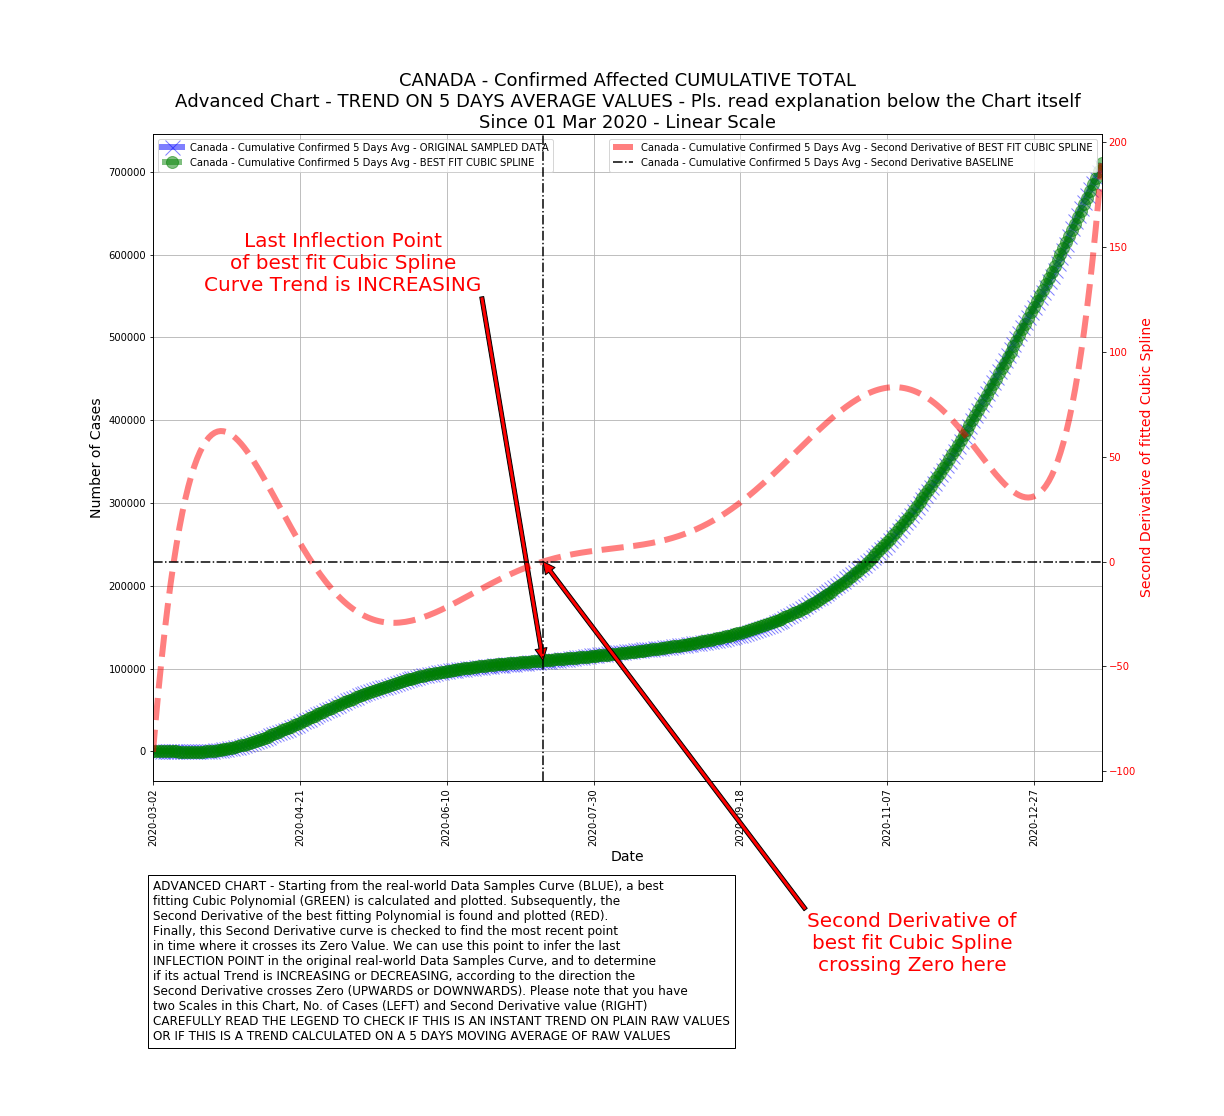 CANADA - Confirmed Affected CUMULATIVE TOTAL
Advanced Chart - TREND ON 5 DAYS AVERAGE VALUES - Pls. read explanation below the Chart itself
Since 01 Mar 2020 - Linear Scale
Canada - Cumulative Confirmed 5 Days Avg - ORIGINAL SAMPLED DATA
Canada - Cumulative Confirmed 5 Days Avg - BEST FIT CUBIC SPLINE
Canada - Cumulative Confirmed 5 Days Avg - Second Derivative of BEST FIT CUBIC SPLINE
Canada - Cumulative Confirmed 5 Days Avg - Second Derivative BASELINE
Last Inflection Point
of best fit Cubic Spline
Curve Trend is INCREASING
Number of Cases
700000
600000
500000
400000
300000
200000
100000
0
200
150
100
50
0
−50
−100
Second Derivative of fitted Cubic Spline
2020-03-02
2020-04-21
2020-06-10
2020-07-30
2020-09-18
2020-11-07
2020-12-27
Date
ADVANCED CHART - Starting from the real-world Data Samples Curve (BLUE), a best
fitting Cubic Polynomial (GREEN) is calculated and plotted. Subsequently, the
Second Derivative of the best fitting Polynomial is found and plotted (RED).
Finally, this Second Derivative curve is checked to find the most recent point
in time where it crosses its Zero Value. We can use this point to infer the last
INFLECTION POINT in the original real-world Data Samples Curve, and to determine
if its actual Trend is INCREASING or DECREASING, according to the direction the
Second Derivative crosses Zero (UPWARDS or DOWNWARDS). Please note that you have
two Scales in this Chart, No. of Cases (LEFT) and Second Derivative value (RIGHT)
CAREFULLY READ THE LEGEND TO CHECK IF THIS IS AN INSTANT TREND ON PLAIN RAW VALUES
OR IF THIS IS A TREND CALCULATED ON A 5 DAYS MOVING AVERAGE OF RAW VALUES
Second Derivative of
best fit Cubic Spline
crossing Zero here